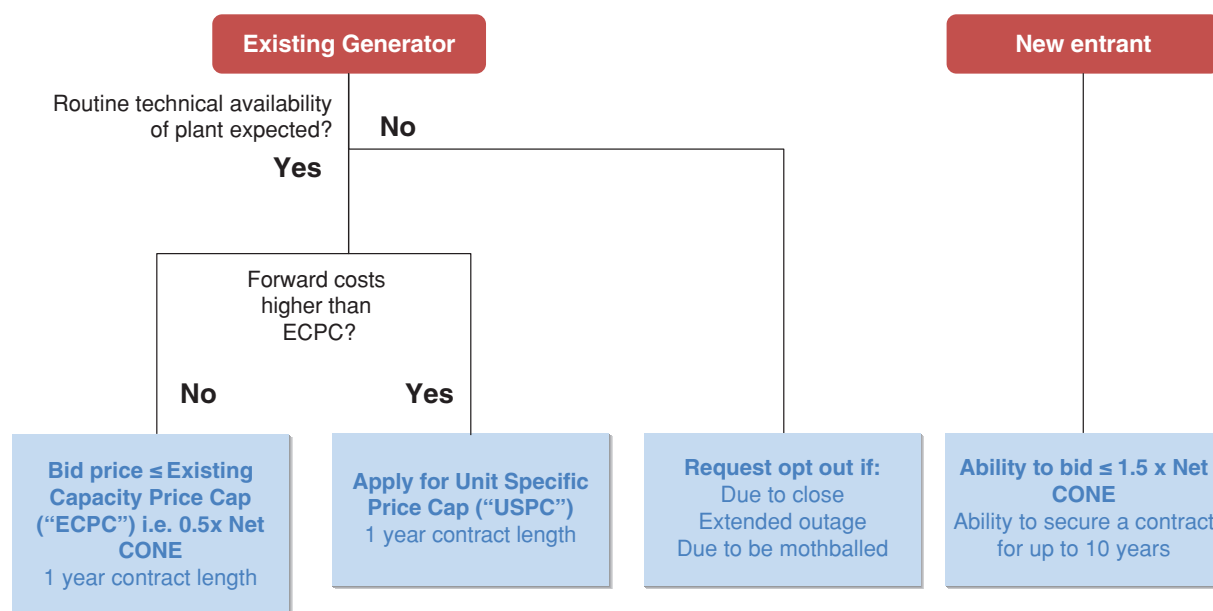 Existing Generator
New entrant
Routine technical availability
of plant expected?
No
Yes
Forward costs
higher than
ECPC?
No
Yes
Bid price ≤ Existing
Capacity Price Cap
(“ECPC”) i.e. 0.5x Net
CONE
1 year contract length
Apply for Unit Specific
Price Cap (“USPC”)
1 year contract length
Request opt out if:
Due to close
Extended outage
Due to be mothballed
Ability to bid ≤ 1.5 x Net
CONE
Ability to secure a contract
for up to 10 years